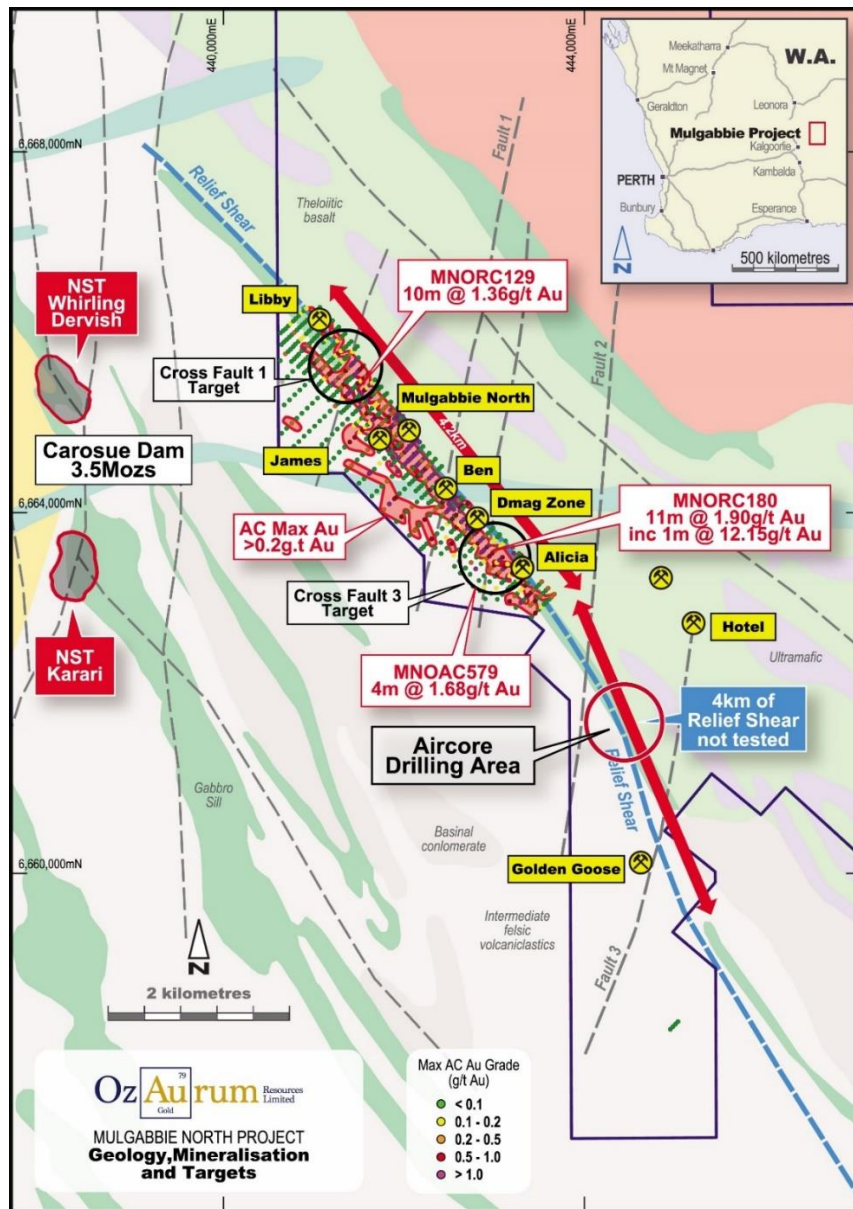 440,000mE
444,000mE
6,668,000mN
6,664,000mN
6,660,000mN
W.A.
Meekatharra
Mt Magnet
Geraldton
Leonora
Mulgabbie Project
Kalgoorlie
Kambalda
PERTH
Bunbury
Esperance
N
500 kilometres
Relief Shear
Theloiitic
basalt
Fault 1
Fault 2
MNORC129
10m @ 1.36g/t Au
NST
Whirling
Dervish
Libby
Cross Fault 1
Target
Mulgabbie North
4.2km
Carosue Dam
3.5Mozs
James
Ben
Dmag Zone
AC Max Au
>0.2g.t Au
MNORC180
11m @ 1.90g/t Au
inc 1m @ 12.15g/t Au
Alicia
Cross Fault 3
Target
Hotel
NST
Karari
MNOAC579
4m @ 1.68g/t Au
Ultramafic
4km of
Relief Shear
not tested
Aircore
Drilling Area
Relief Shear
Gabbro
Sill
Basinal
conlomerate
Golden Goose
Intermediate
felsic
volcaniclastics
Fault 3
N
2 kilometres
Oz Aurum Resources
Limited
79
Gold
MULGABBIE NORTH PROJECT
Geology,Mineralisation
and Targets
Max AC Au Grade
(g/t Au)
< 0.1
0.1 - 0.2
0.2 - 0.5
0.5 - 1.0
> 1.0